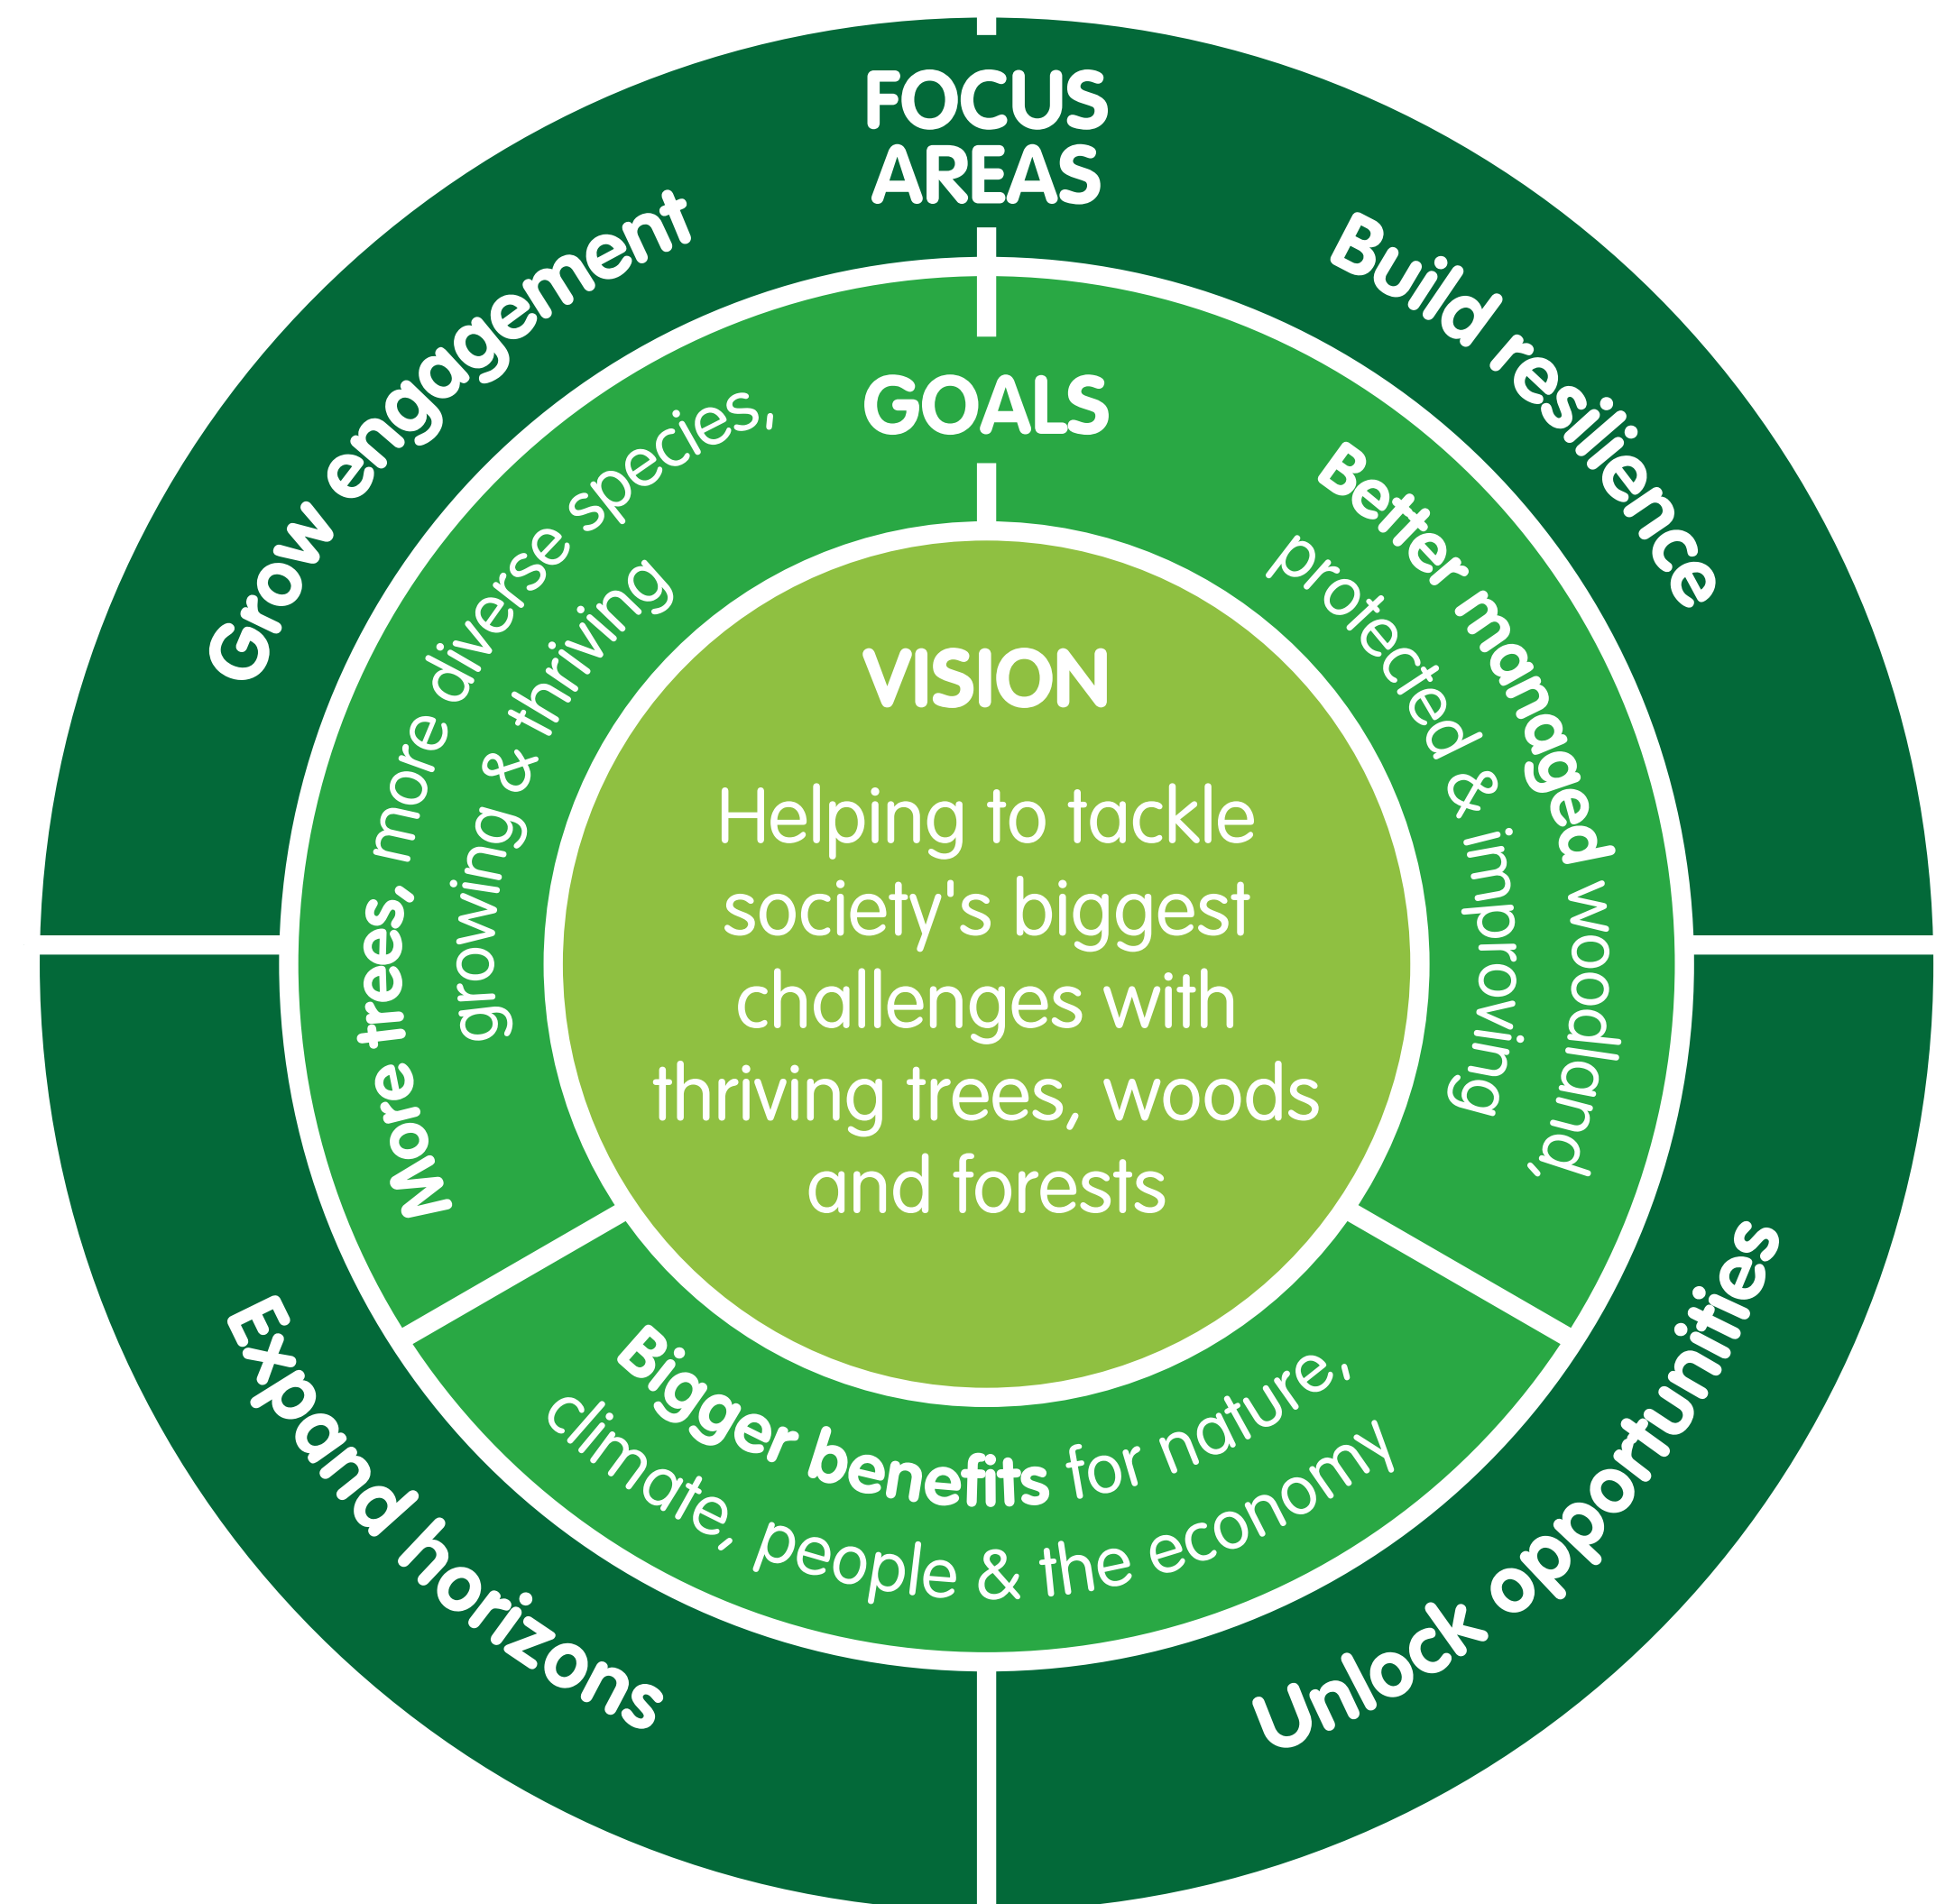 FOCUS
AREAS
Grow engagement
Build resilience
Expand horizons
Unlock opportunities
GOALS
More trees, more diverse species,
growing & thriving
Better managed woodland,
protected & improving
Bigger benefits for nature,
climate, people & the economy
VISION
Helping to tackle
society's biggest
challenges with
thriving trees, woods
and forests